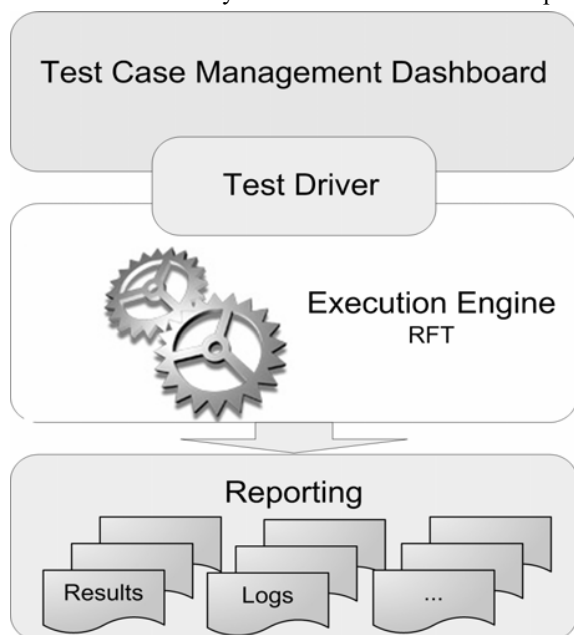 Test Case Management Dashboard
Test Driver
Execution Engine
RFT
Reporting
Results
Logs
...